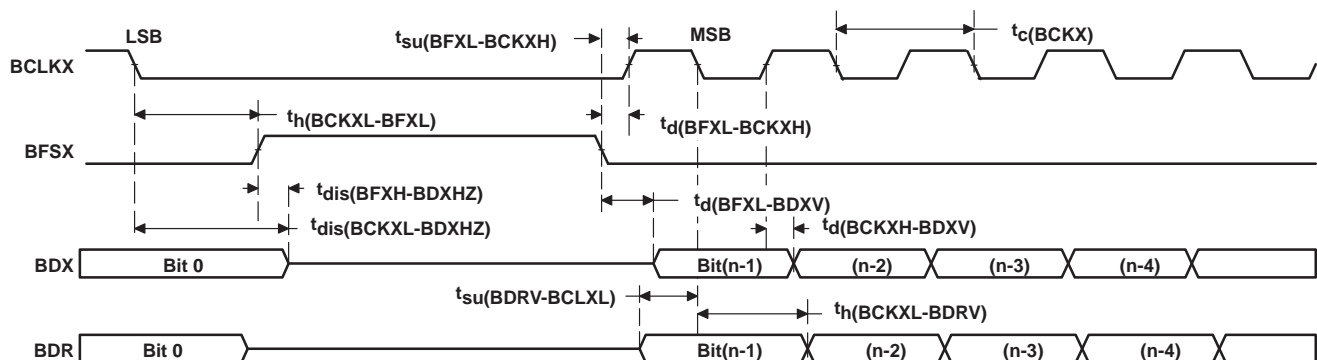 LSB
tsu(BFXL-BCKXH)
MSB
tc(BCKX)
BCLKX
th(BCKXL-BFXL)
td(BFXL-BCKXH)
BFSX
tdis(BFXH-BDXHZ)
td(BFXL-BDXV)
tdis(BCKXL-BDXHZ)
td(BCKXH-BDXV)
BDX
Bit 0
Bit(n-1)
(n-2)
(n-3)
(n-4)
tsu(BDRV-BCLXL)
th(BCKXL-BDRV)
BDR
Bit 0
Bit(n-1)
(n-2)
(n-3)
(n-4)